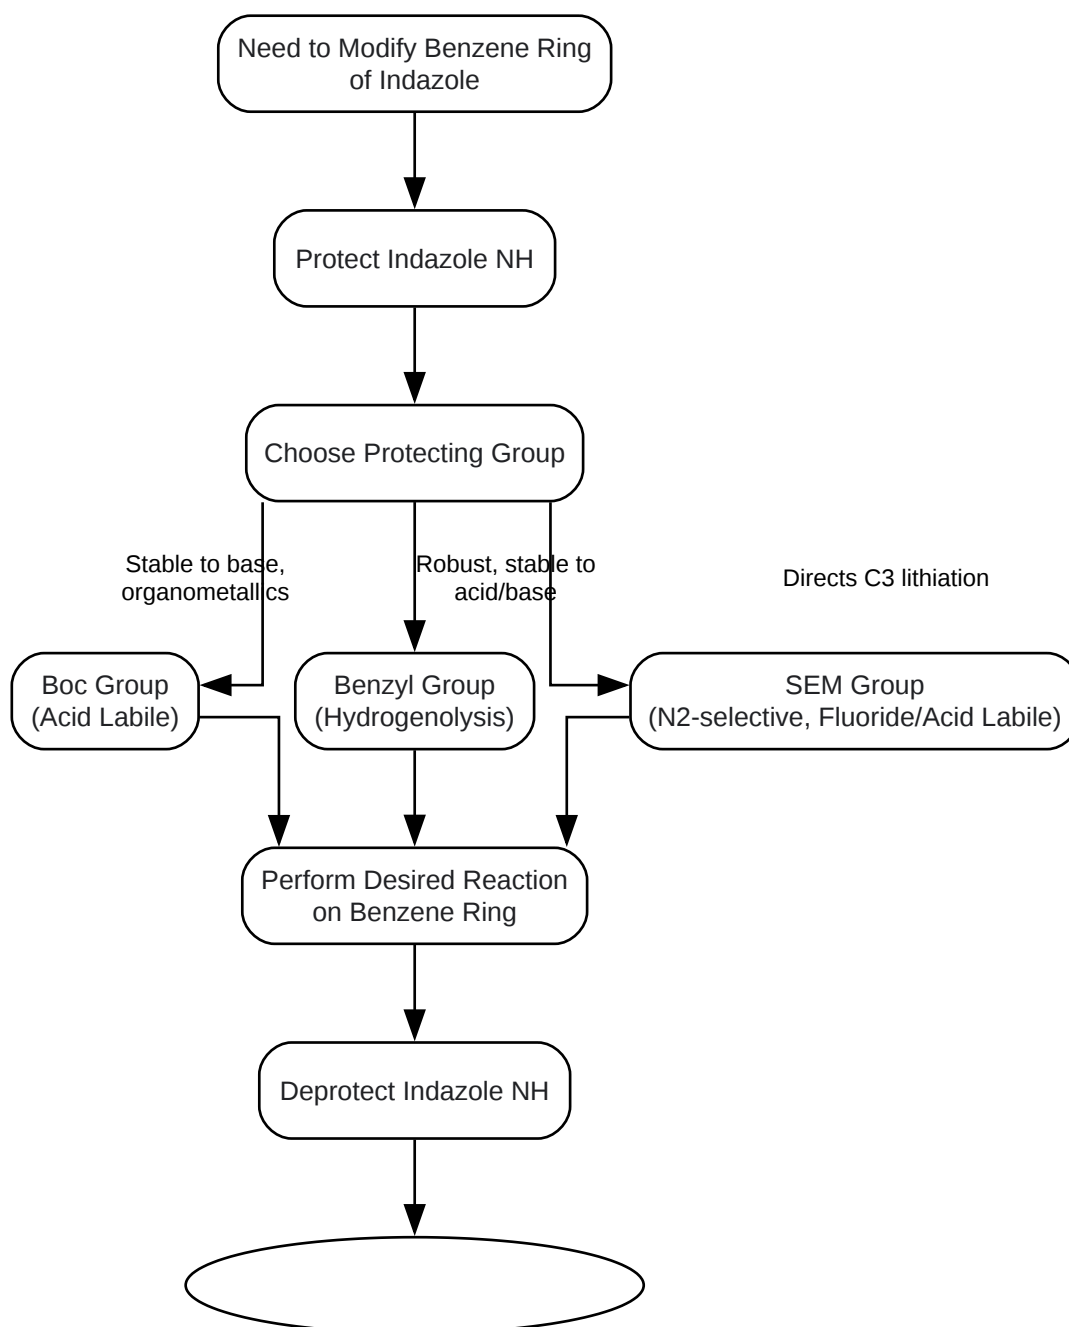 Need to Modify Benzene Ring
of Indazole
Protect Indazole NH
Choose Protecting Group
Stable to base,
organometallics
Robust, stable to
acid/base
Directs C3 lithiation
Boc Group
(Acid Labile)
Benzyl Group
(Hydrogenolysis)
SEM Group
(N2-selective, Fluoride/Acid Labile)
Perform Desired Reaction
on Benzene Ring
Deprotect Indazole NH